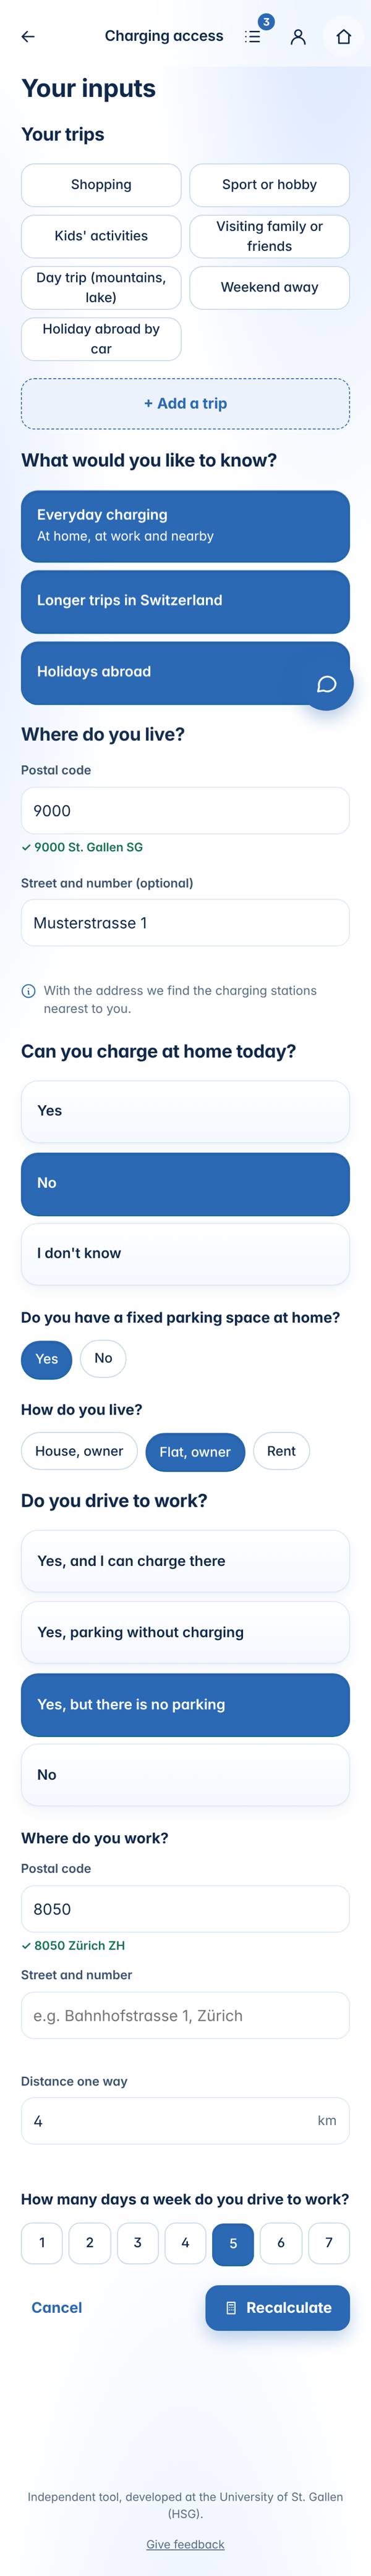 Charging access
3
Your inputs
Your trips
Shopping
Sport or hobby
Kids' activities
Visiting family or
friends
Day trip (mountains,
lake)
Weekend away
Holiday abroad by
car
+ Add a trip
What would you like to know?
Everyday charging
At home, at work and nearby
Longer trips in Switzerland
Holidays abroad
Where do you live?
Postal code
9000
✓ 9000 St. Gallen SG
Street and number (optional)
Musterstrasse 1
With the address we find the charging stations
nearest to you.
Can you charge at home today?
Yes
No
I don't know
Do you have a fixed parking space at home?
Yes
No
How do you live?
House, owner
Flat, owner
Rent
Do you drive to work?
Yes, and I can charge there
Yes, parking without charging
Yes, but there is no parking
No
Where do you work?
Postal code
8050
✓ 8050 Zürich ZH
Street and number
e.g. Bahnhofstrasse 1, Zürich
Distance one way
4 km
How many days a week do you drive to work?
1 2 3 4 5 6 7
Cancel
Recalculate
Independent tool, developed at the University of St. Gallen
(HSG).
Give feedback